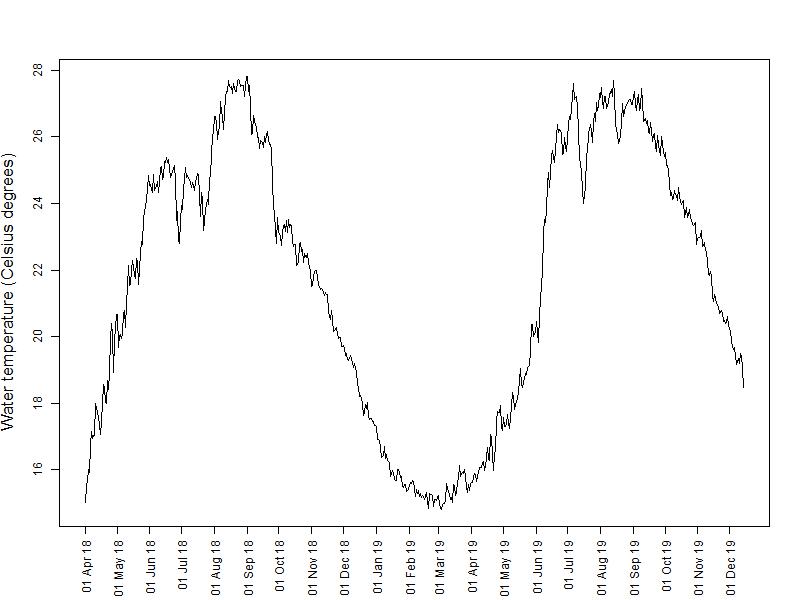 Water temperature (Celsius degrees)
28
26
24
22
20
18
16
01 Apr 18
01 May 18
01 Jun 18
01 Jul 18
01 Aug 18
01 Sep 18
01 Oct 18
01 Nov 18
01 Dec 18
01 Jan 19
01 Feb 19
01 Mar 19
01 Apr 19
01 May 19
01 Jun 19
01 Jul 19
01 Aug 19
01 Sep 19
01 Oct 19
01 Nov 19
01 Dec 19